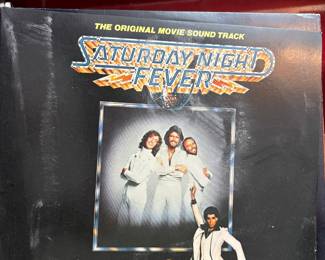 THE ORIGINAL MOVIE SOUND TRACK
SATURDAY NIGHT
FEVER